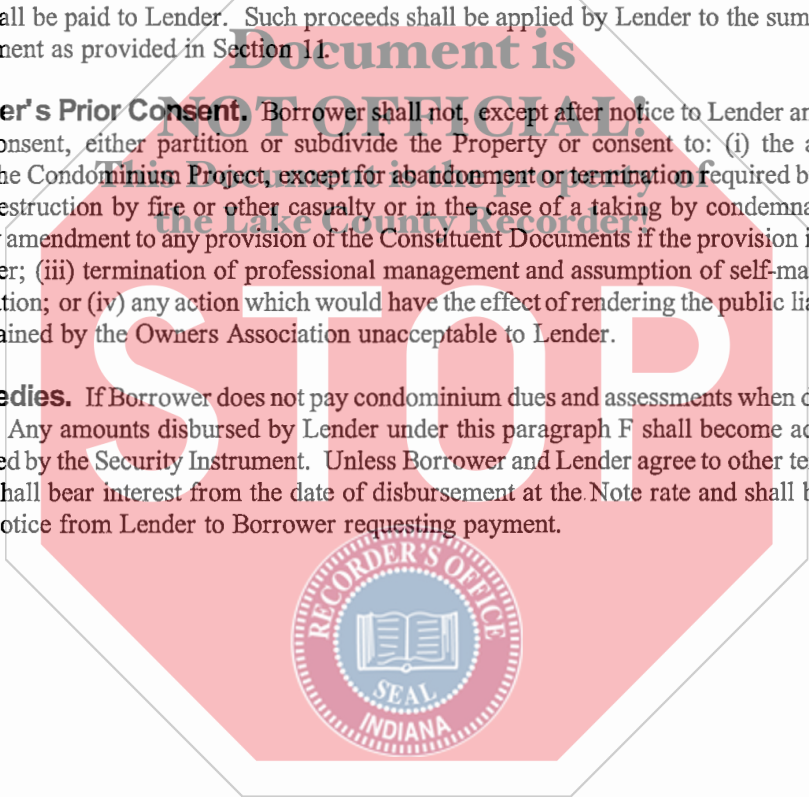 all be paid to Lender. Such proceeds shall be applied by Lender to the sum
ment as provided in Section 11.
Document is
er's Prior Consent. Borrower shall not, except after notice to Lender an
NOT OFFICIAL!
onsent, either partition or subdivide the Property or consent to: (i) the a
he Condominium Project, except for abandonment or termination required b
This Document is the property of
estruction by fire or other casualty or in the case of a taking by condemna
the Lake County Recorder!
amendment to any provision of the Constituent Documents if the provision i
er; (iii) termination of professional management and assumption of self-ma
tion; or (iv) any action which would have the effect of rendering the public lia
ained by the Owners Association unacceptable to Lender.
STOP
edies. If Borrower does not pay condominium dues and assessments when d
Any amounts disbursed by Lender under this paragraph F shall become ad
ed by the Security Instrument. Unless Borrower and Lender agree to other te
hall bear interest from the date of disbursement at the Note rate and shall b
otice from Lender to Borrower requesting payment.
RECORDER'S OFFICE
SEAL
INDIANA